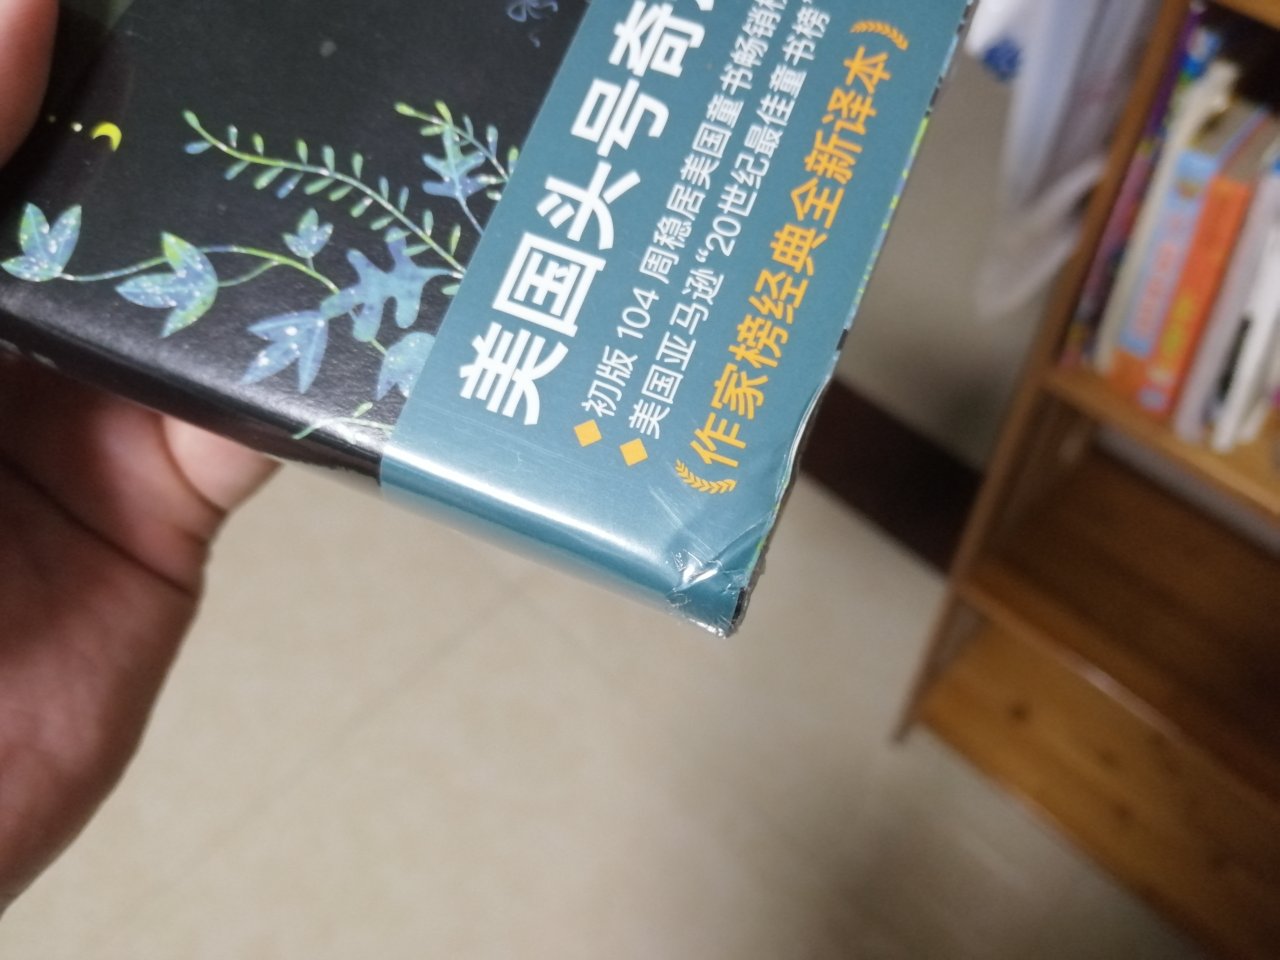 美国头号奇
初版 104 周稳居美国童书畅销榜
美国亚马逊“20世纪最佳童书榜”
作家榜经典全新译本